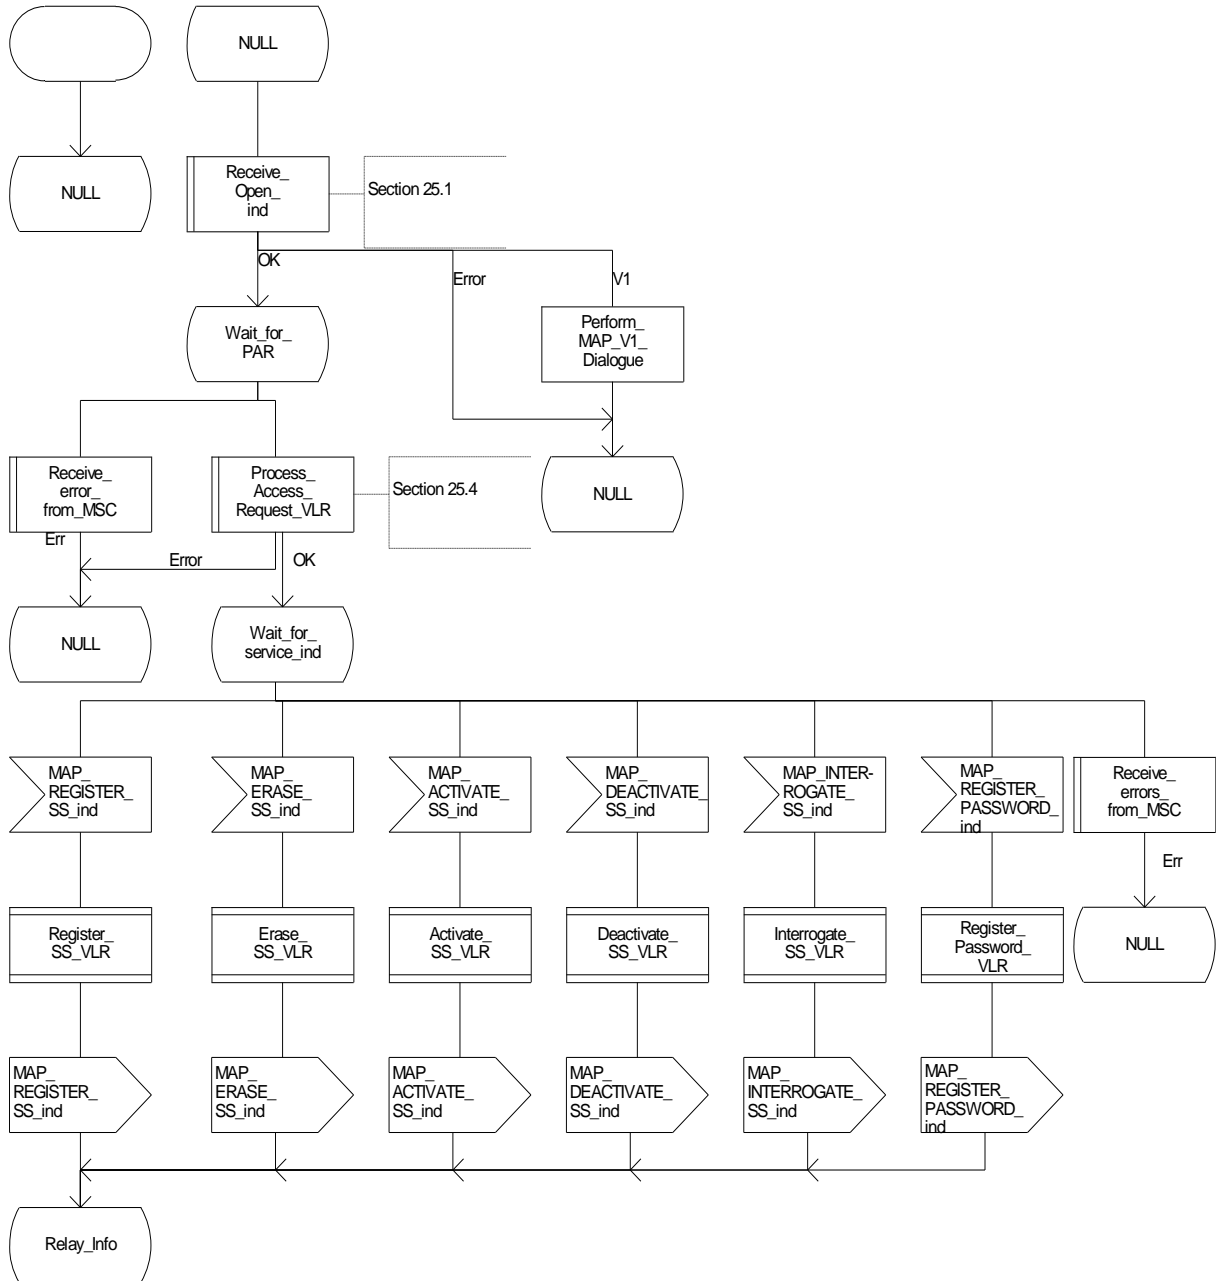 NULL
NULL
Receive_
Open_
ind
Section 25.1
OK
Error
V1
Wait_for_
PAR
Perform_
MAP_V1_
Dialogue
Receive_
error_
from_MSC
Process_
Access_
Request_VLR
Section 25.4
NULL
Err
Error
OK
NULL
Wait_for_
service_ind
MAP_
REGISTER_
SS_ind
MAP_
ERASE_
SS_ind
MAP_
ACTIVATE_
SS_ind
MAP_
DEACTIVATE_
SS_ind
MAP_INTER-
ROGATE_
SS_ind
MAP_
REGISTER_
PASSWORD_
ind
Receive_
errors_
from_MSC
Err
Register_
SS_VLR
Erase_
SS_VLR
Activate_
SS_VLR
Deactivate_
SS_VLR
Interrogate_
SS_VLR
Register_
Password_
VLR
NULL
MAP_
REGISTER_
SS_ind
MAP_
ERASE_
SS_ind
MAP_
ACTIVATE_
SS_ind
MAP_
DEACTIVATE_
SS_ind
MAP_
INTERROGATE_
SS_ind
MAP_
REGISTER_
PASSWORD_
ind
Relay_Info